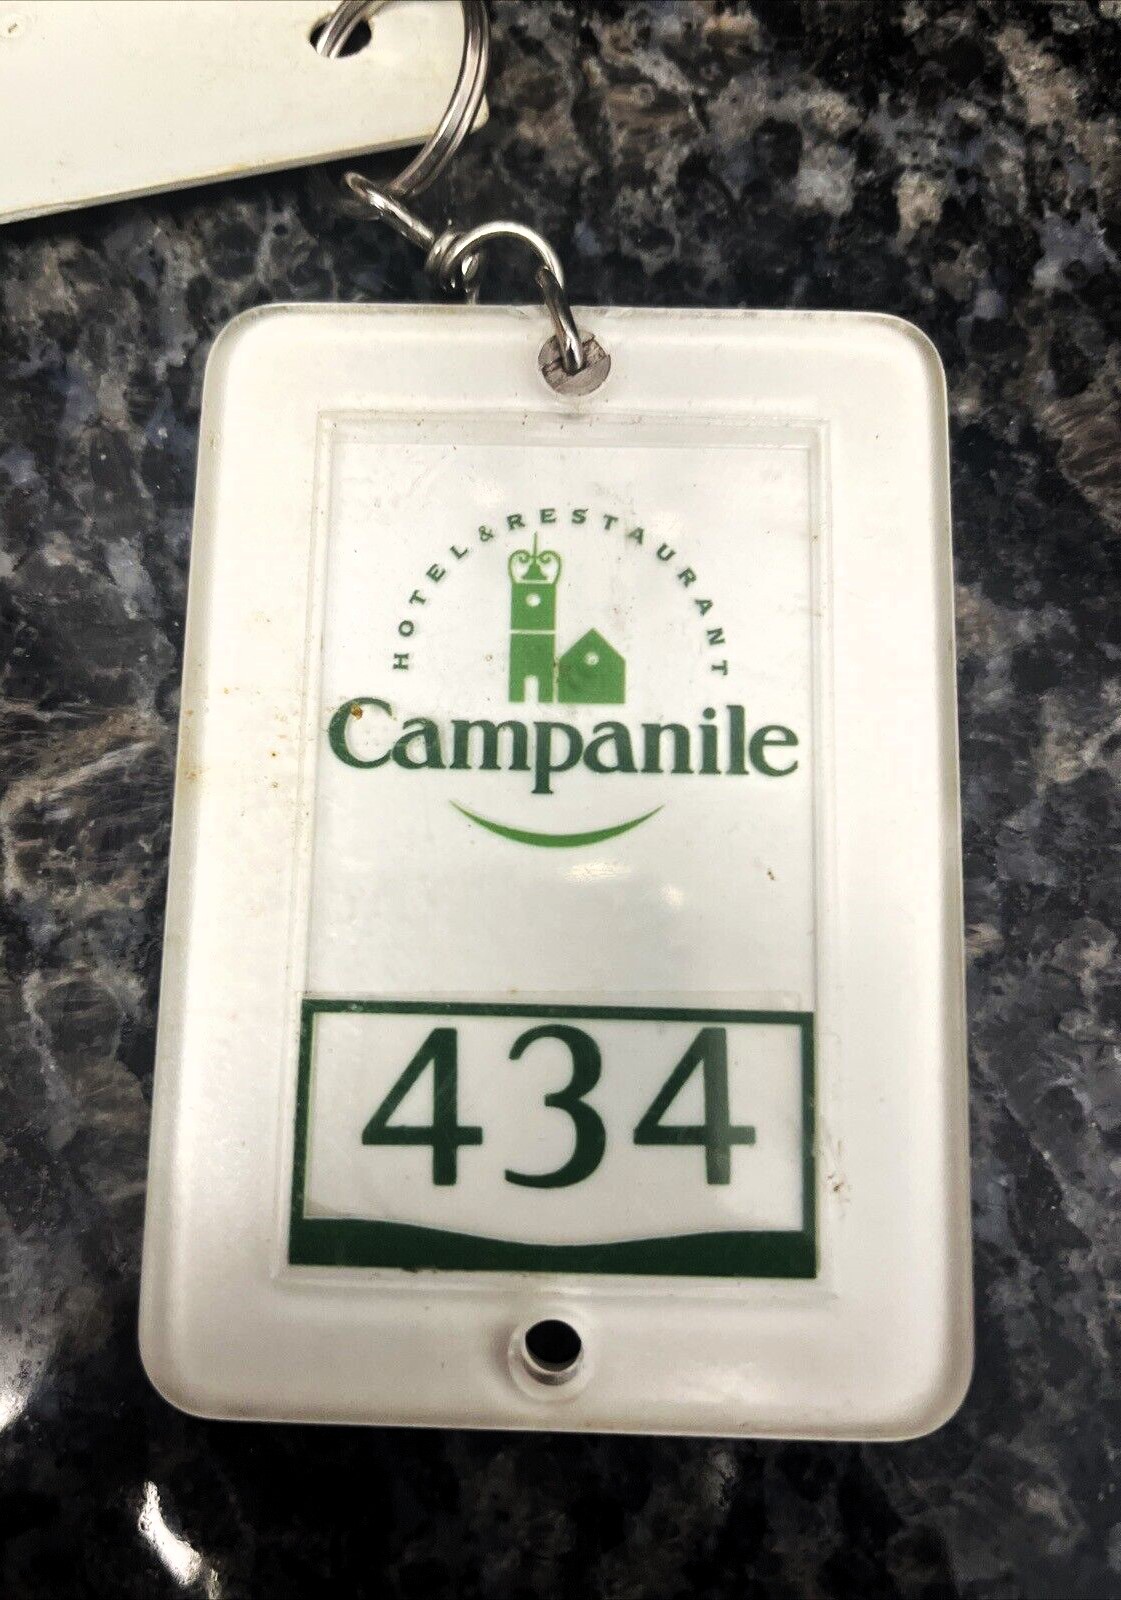 HOTEL & RESTAURANT
Campanile
434